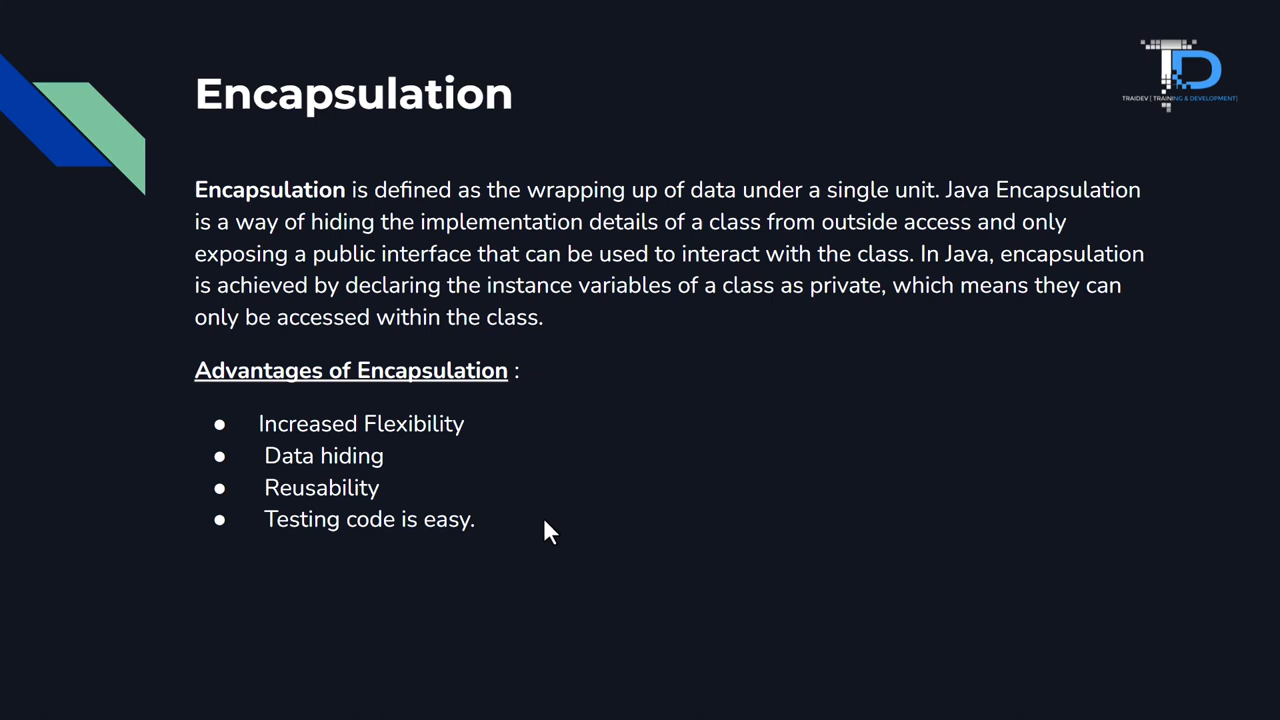 Encapsulation
TRAIDEV [ TRAINING & DEVELOPMENT]
Encapsulation is defined as the wrapping up of data under a single unit. Java Encapsulation
is a way of hiding the implementation details of a class from outside access and only
exposing a public interface that can be used to interact with the class. In Java, encapsulation
is achieved by declaring the instance variables of a class as private, which means they can
only be accessed within the class.
Advantages of Encapsulation :
● Increased Flexibility
● Data hiding
● Reusability
● Testing code is easy.